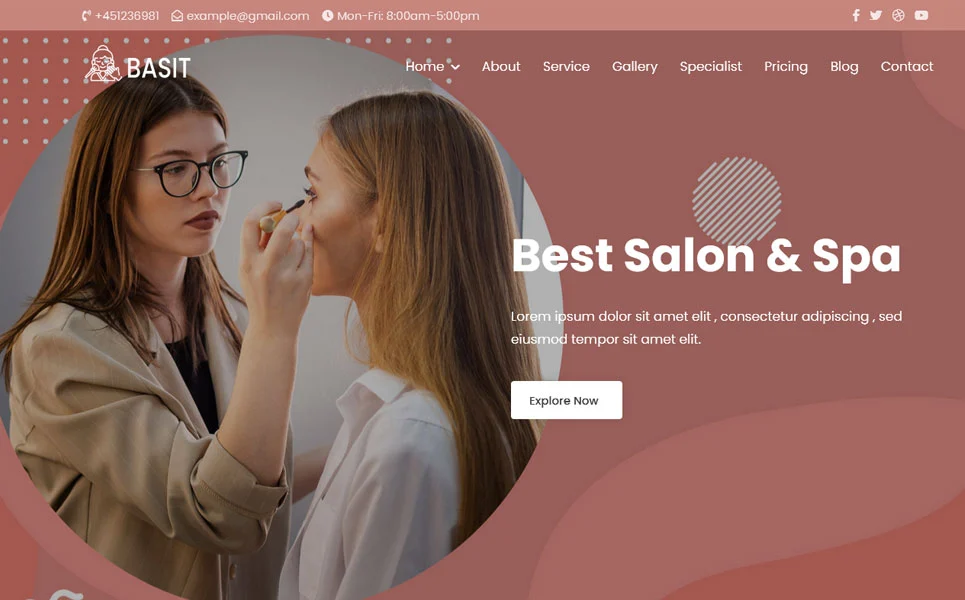 +451236981 example@gmail.com Mon-Fri: 8:00am-5:00pm
BASIT
Home About Service Gallery Specialist Pricing Blog Contact
Best Salon & Spa
Lorem ipsum dolor sit amet elit , consectetur adipiscing , sed
eiusmod tempor sit amet elit.
Explore Now